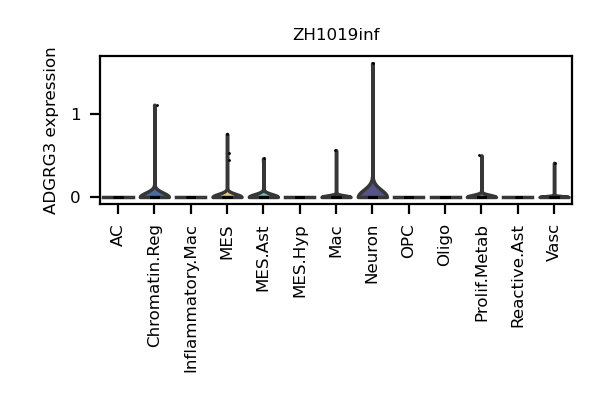 ZH1019inf
ADGRG3 expression
1
0
AC
Chromatin.Reg
Inflammatory.Mac
MES
MES.Ast
MES.Hyp
Mac
Neuron
OPC
Oligo
Prolif.Metab
Reactive.Ast
Vasc